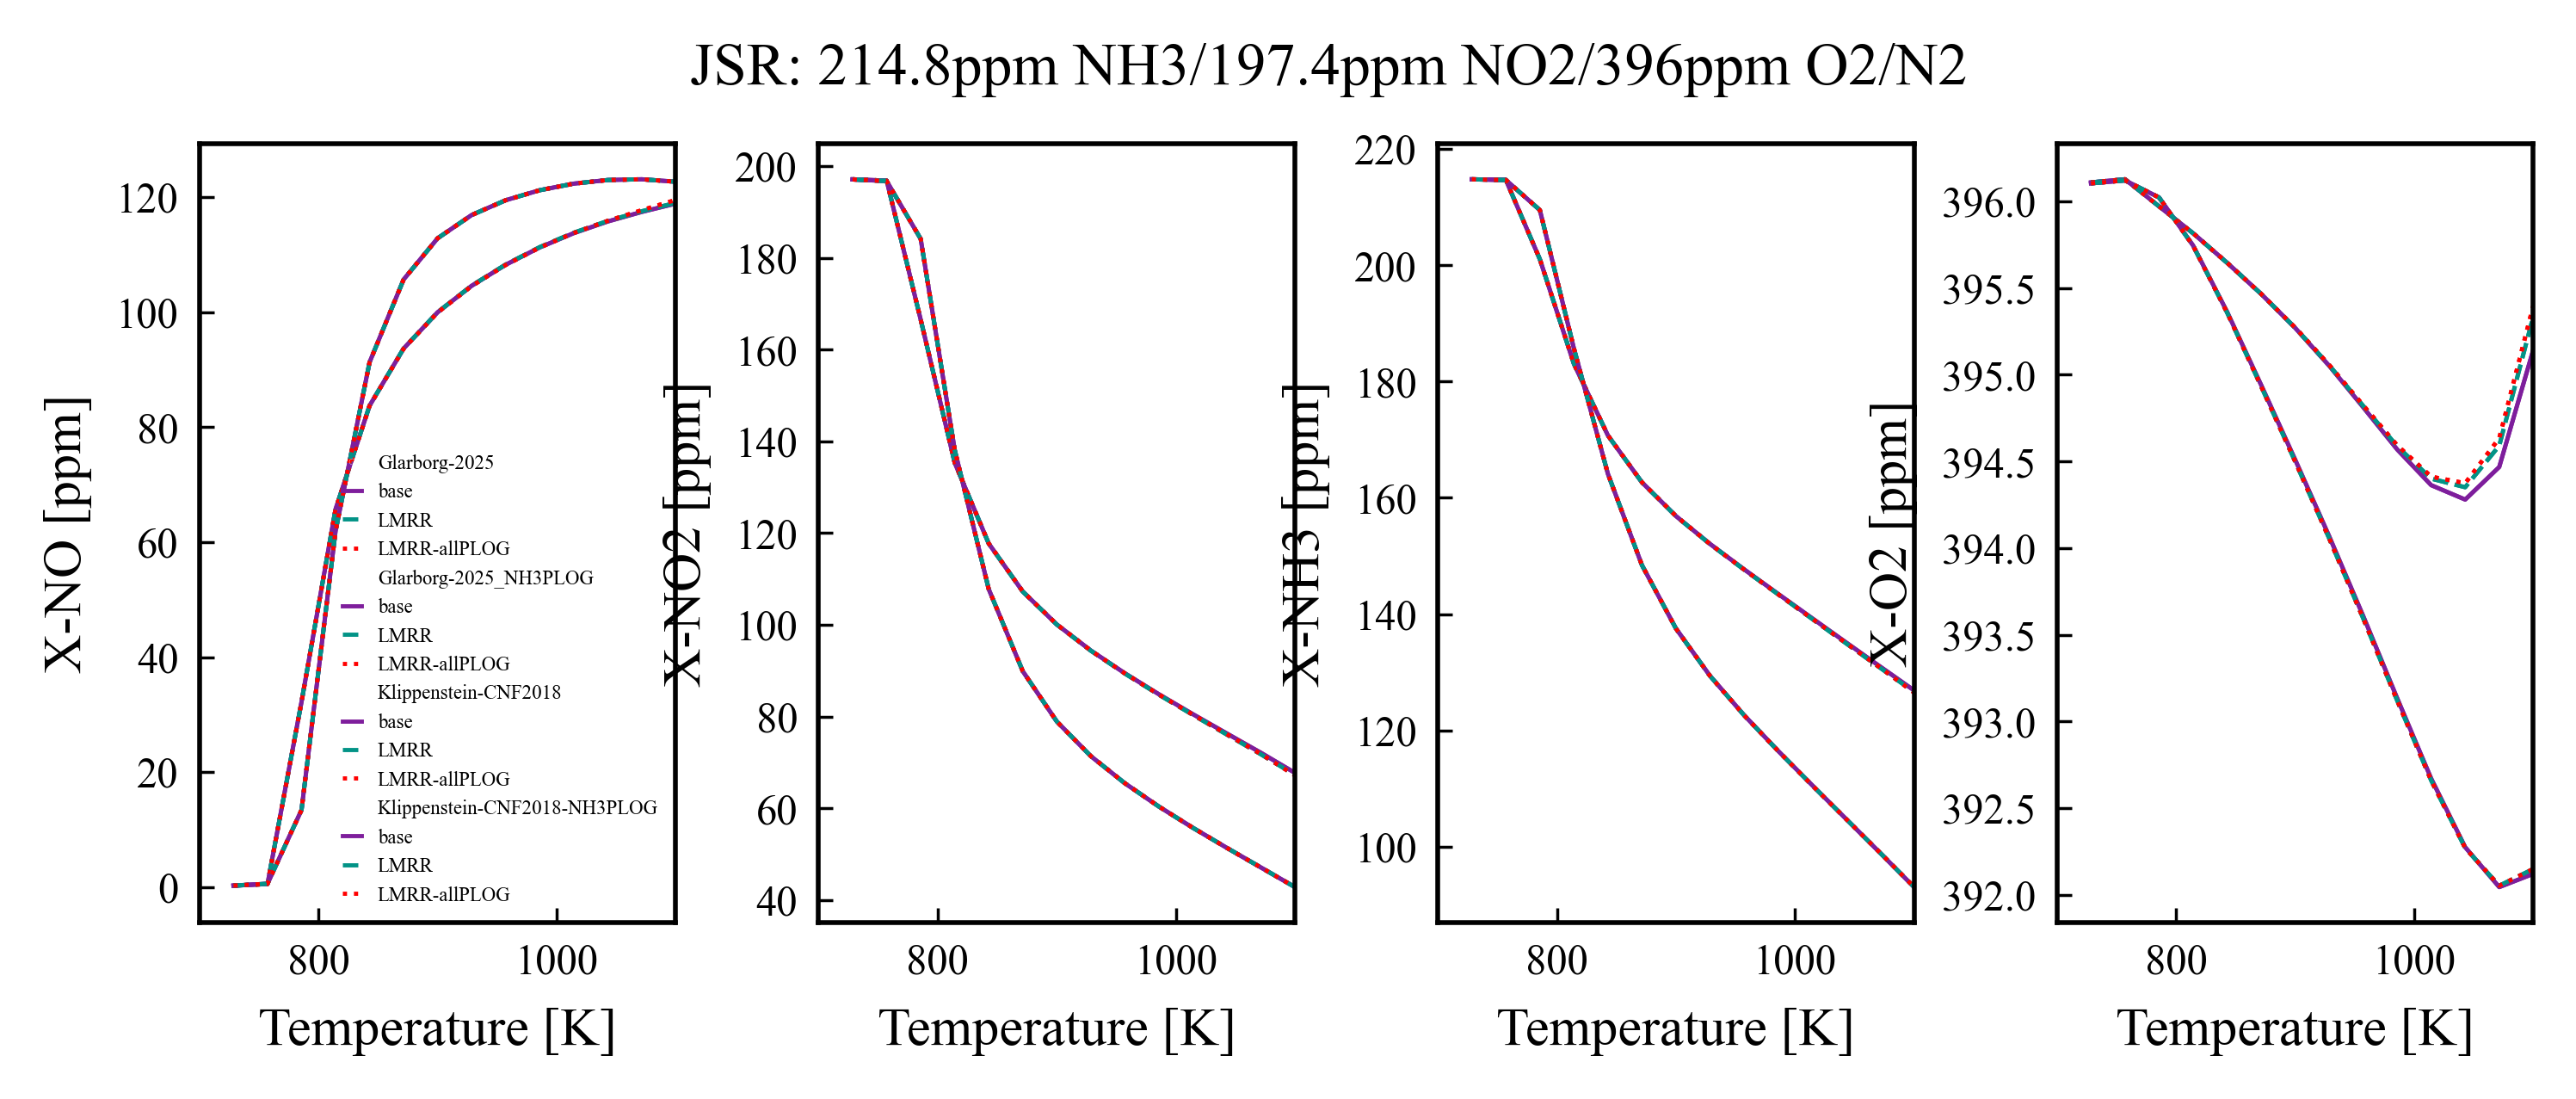 JSR: 214.8ppm NH3/197.4ppm NO2/396ppm O2/N2
X-NO [ppm]
120
100
80
60
40
20
0
Glarborg-2025
base
LMRR
LMRR-allPLOG
Glarborg-2025_NH3PLOG
base
LMRR
LMRR-allPLOG
Klippenstein-CNF2018
base
LMRR
LMRR-allPLOG
Klippenstein-CNF2018-NH3PLOG
base
LMRR
LMRR-allPLOG
800 1000
Temperature [K]
X-NO2 [ppm]
200
180
160
140
120
100
80
60
40
800 1000
Temperature [K]
X-NH3 [ppm]
220
200
180
160
140
120
100
800 1000
Temperature [K]
X-O2 [ppm]
396.0
395.5
395.0
394.5
394.0
393.5
393.0
392.5
392.0
800 1000
Temperature [K]